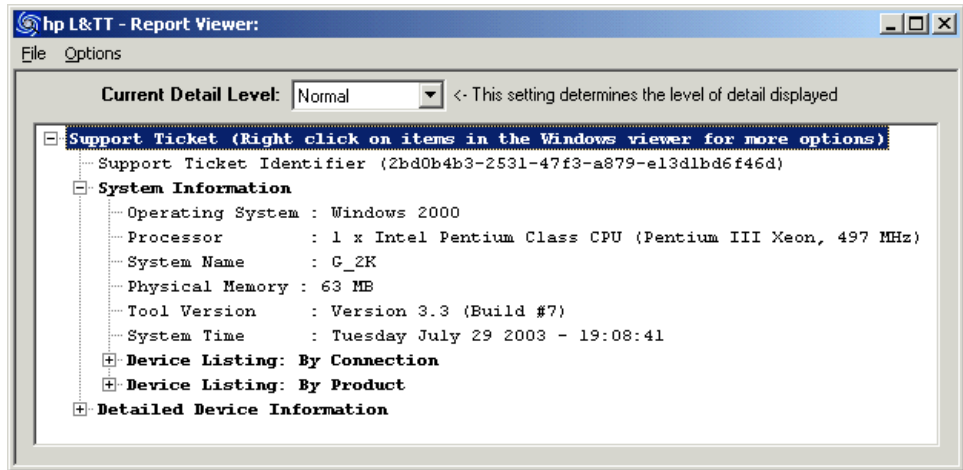 hp L&TT - Report Viewer:
File Options
Current Detail Level: Normal <- This setting determines the level of detail displayed
Support Ticket (Right click on items in the Windows viewer for more options)
Support Ticket Identifier (2bd0b4b3-2531-47f3-a879-e13d1bd6f46d)
System Information
Operating System : Windows 2000
Processor : 1 x Intel Pentium Class CPU (Pentium III Xeon, 497 MHz)
System Name : G_2K
Physical Memory : 63 MB
Tool Version : Version 3.3 (Build #7)
System Time : Tuesday July 29 2003 - 19:08:41
Device Listing: By Connection
Device Listing: By Product
Detailed Device Information